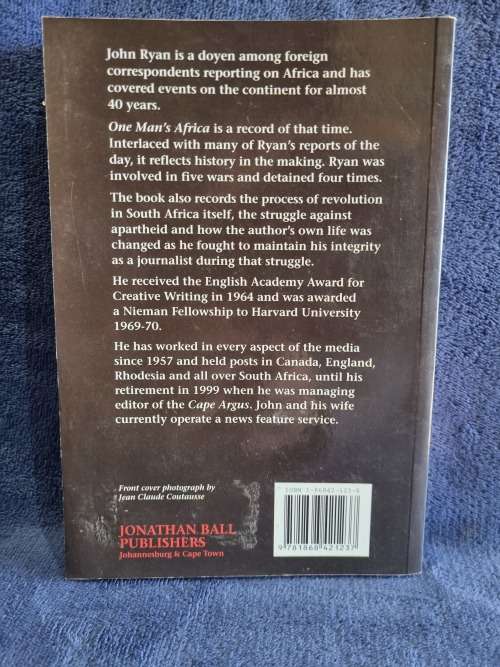 John Ryan is a doyen among foreign
correspondents reporting on Africa and has
covered events on the continent for almost
40 years.
One Man's Africa is a record of that time.
Interlaced with many of Ryan's reports of the
day, it reflects history in the making. Ryan was
involved in five wars and detained four times.
The book also records the process of revolution
in South Africa itself, the struggle against
apartheid and how the author's own life was
changed as he fought to maintain his integrity
as a journalist during that struggle.
He received the English Academy Award for
Creative Writing in 1964 and was awarded
a Nieman Fellowship to Harvard University
1969-70.
He has worked in every aspect of the media
since 1957 and held posts in Canada, England,
Rhodesia and all over South Africa, until his
retirement in 1999 when he was managing
editor of the Cape Argus. John and his wife
currently operate a news feature service.
Front cover photograph by
Jean Claude Coutausse
ISBN 1-86842-123-8
JONATHAN BALL
PUBLISHERS
Johannesburg & Cape Town
9 781868 421237